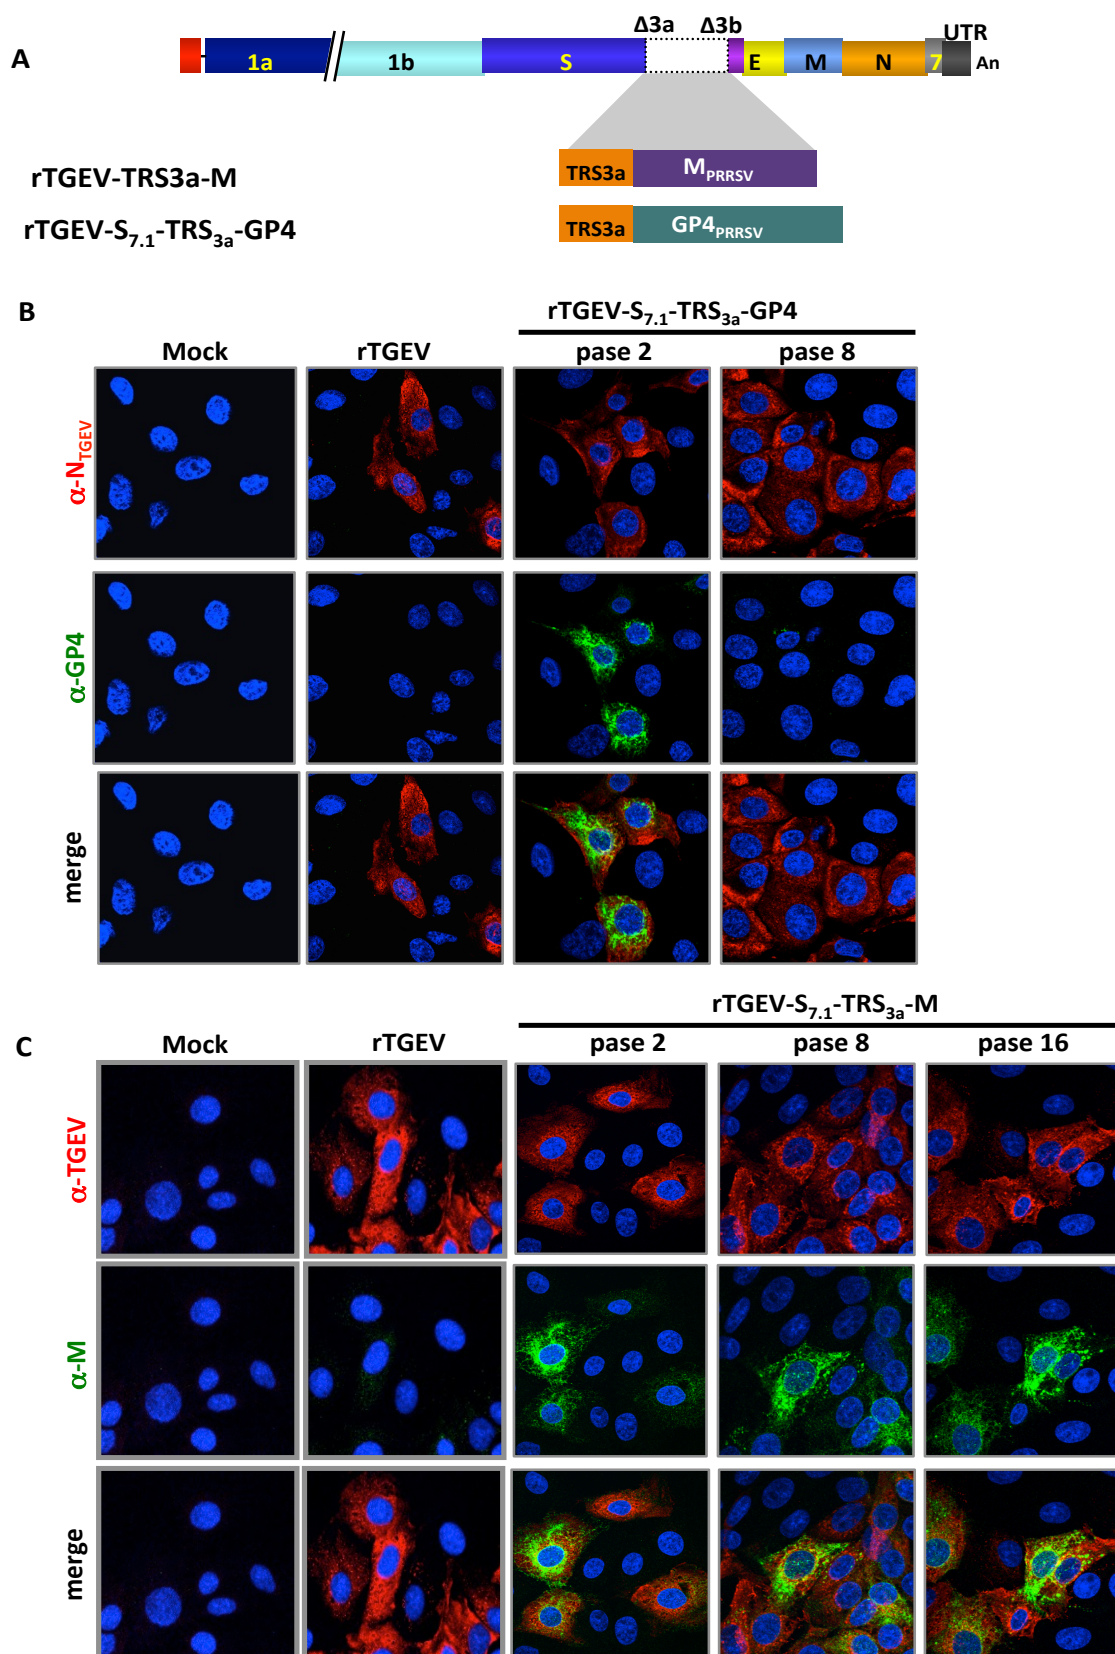 A
Δ3a Δ3b UTR
1a 1b S E M N 7 An
rTGEV-TRS3a-M
TRS3a MPRRSV
rTGEV-S7.1-TRS3a-GP4
TRS3a GP4PRRSV
B
rTGEV-S7.1-TRS3a-GP4
Mock rTGEV pase 2 pase 8
α-NTGEV
α-GP4
merge
rTGEV-S7.1-TRS3a-M
C
Mock rTGEV pase 2 pase 8 pase 16
α-TGEV
α-M
merge